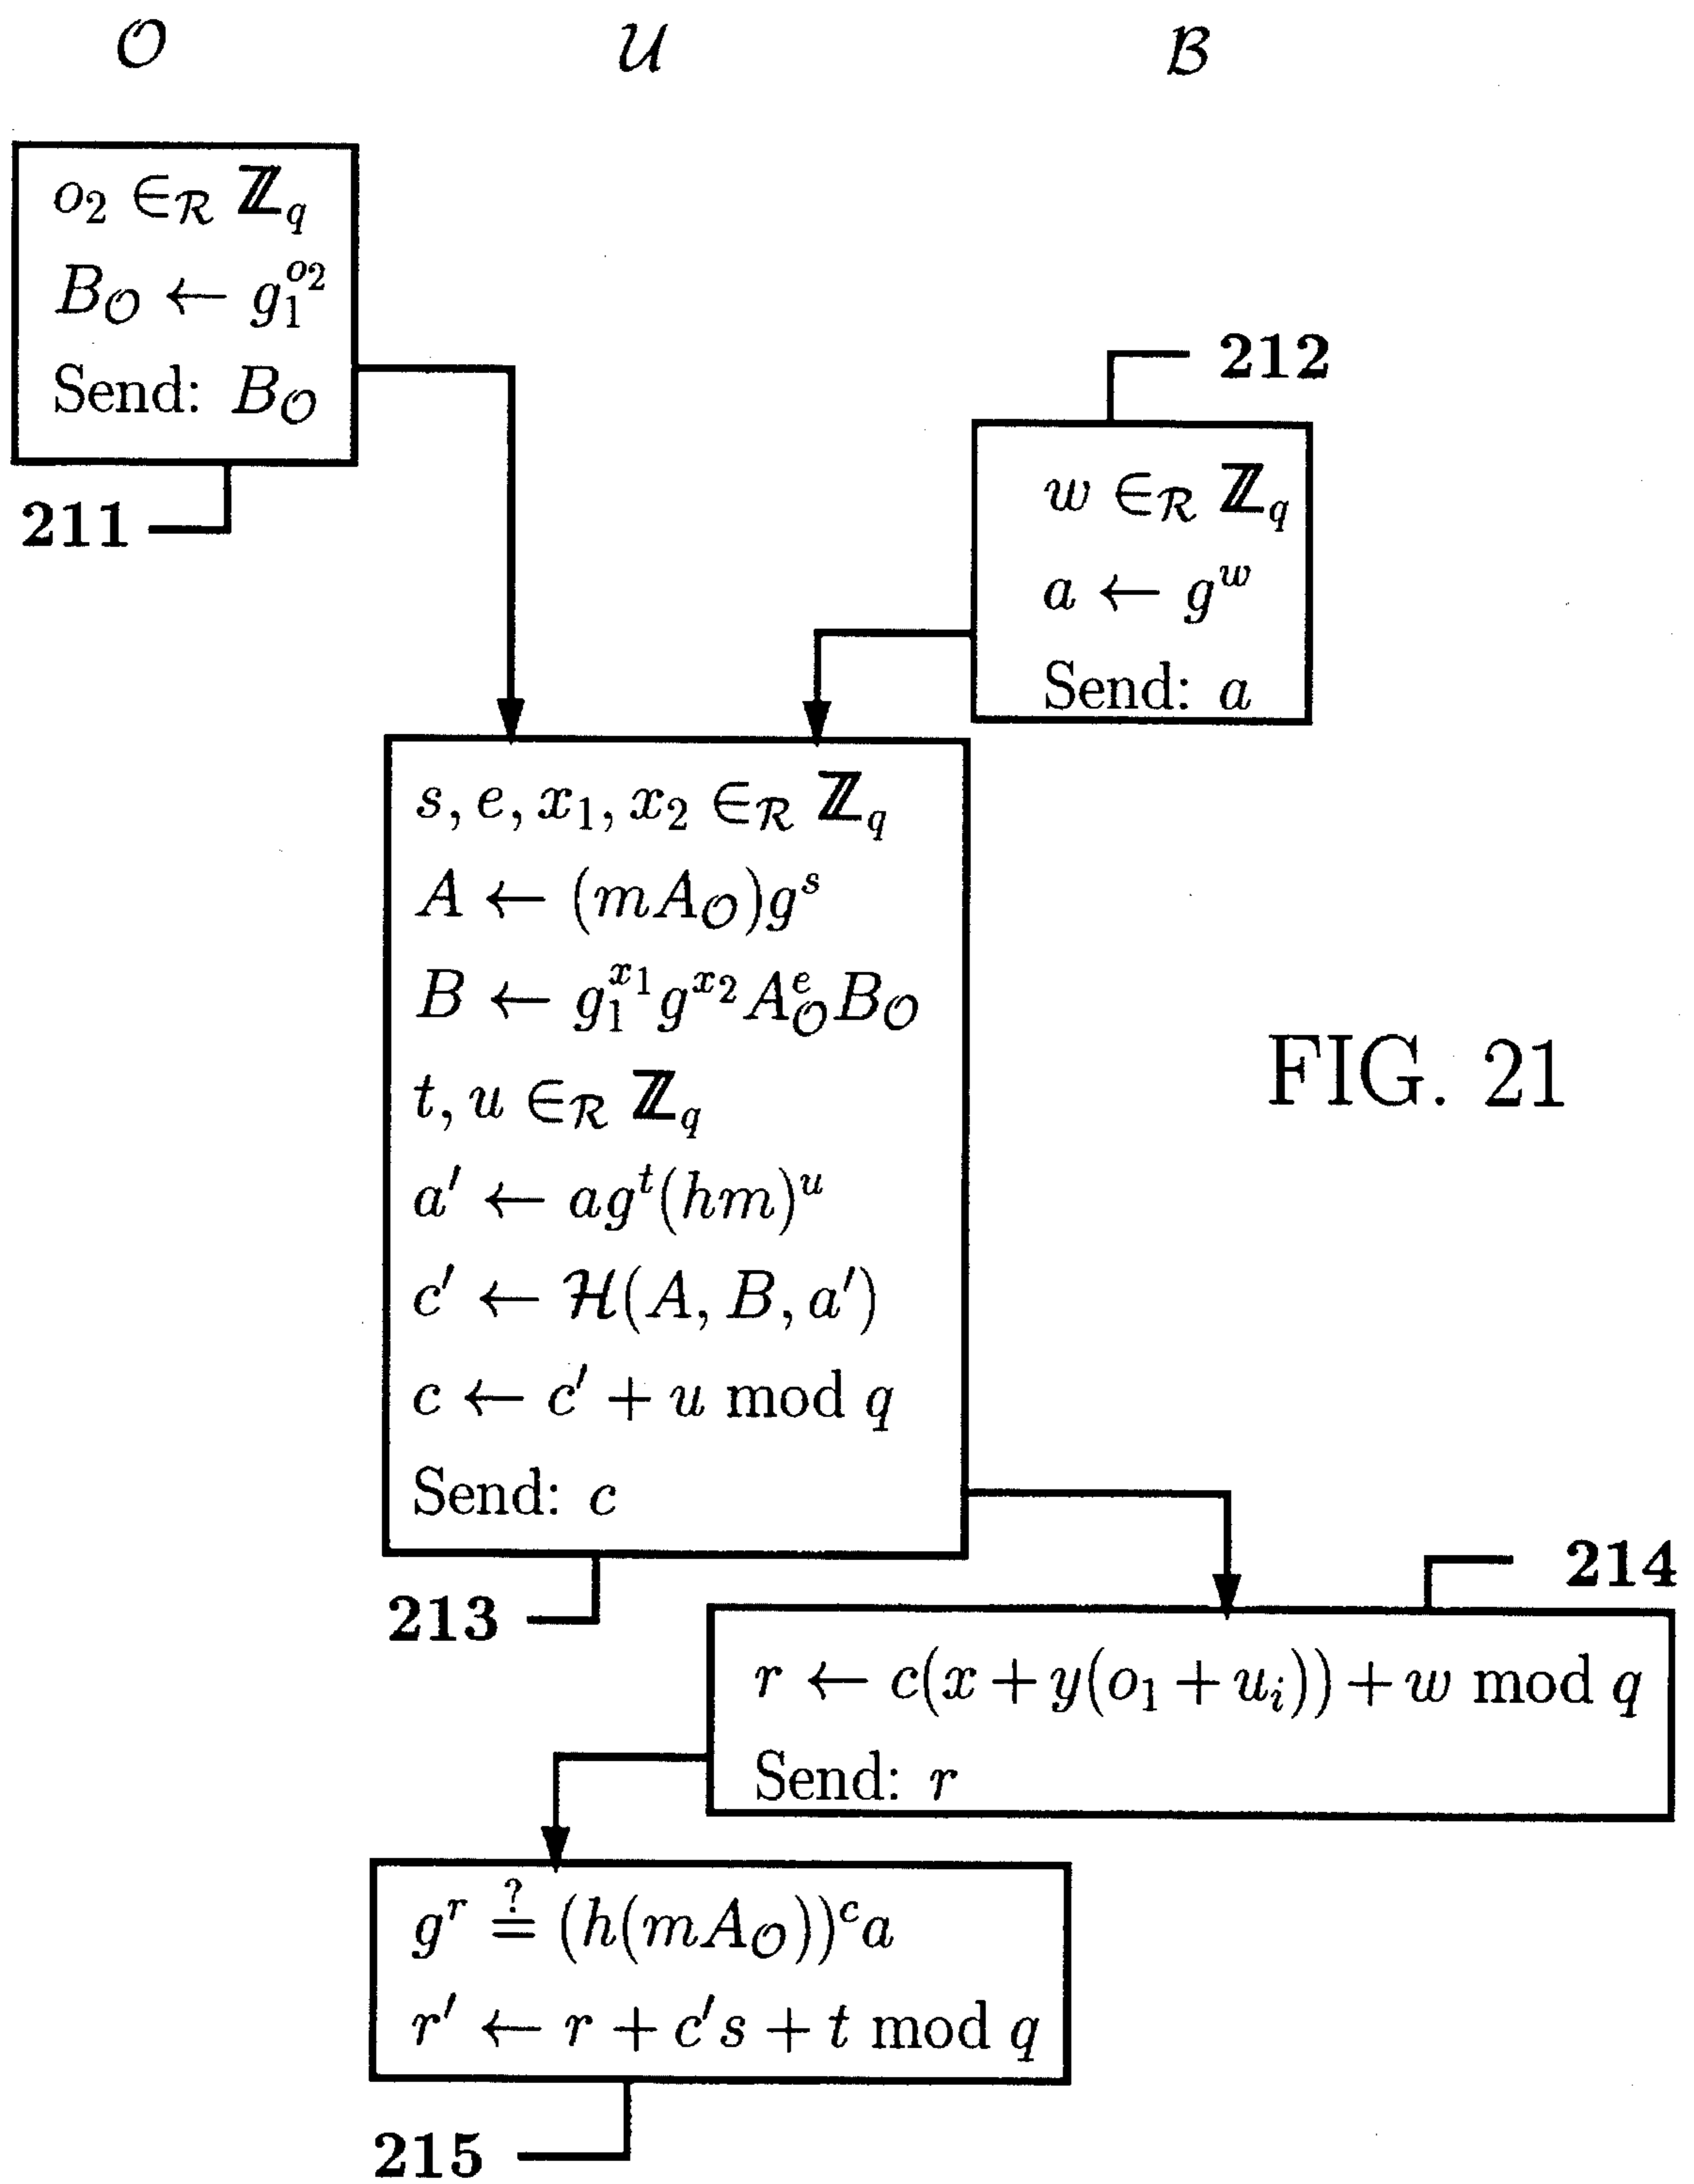 𝒪 𝒰 ℬ
o₂ ∈_ℛ ℤ_q
B_𝒪 ← g₁^{o₂}
Send: B_𝒪
211
212
w ∈_ℛ ℤ_q
a ← g^w
Send: a
s, e, x₁, x₂ ∈_ℛ ℤ_q
A ← (mA_𝒪)g^s
B ← g₁^{x₁}g^{x₂}A_𝒪^e B_𝒪
t, u ∈_ℛ ℤ_q
a′ ← ag^t(hm)^u
c′ ← ℋ(A, B, a′)
c ← c′ + u mod q
Send: c
213
FIG. 21
214
r ← c(x + y(o₁ + u_i)) + w mod q
Send: r
g^r ≟ (h(mA_𝒪))^c a
r′ ← r + c′s + t mod q
215